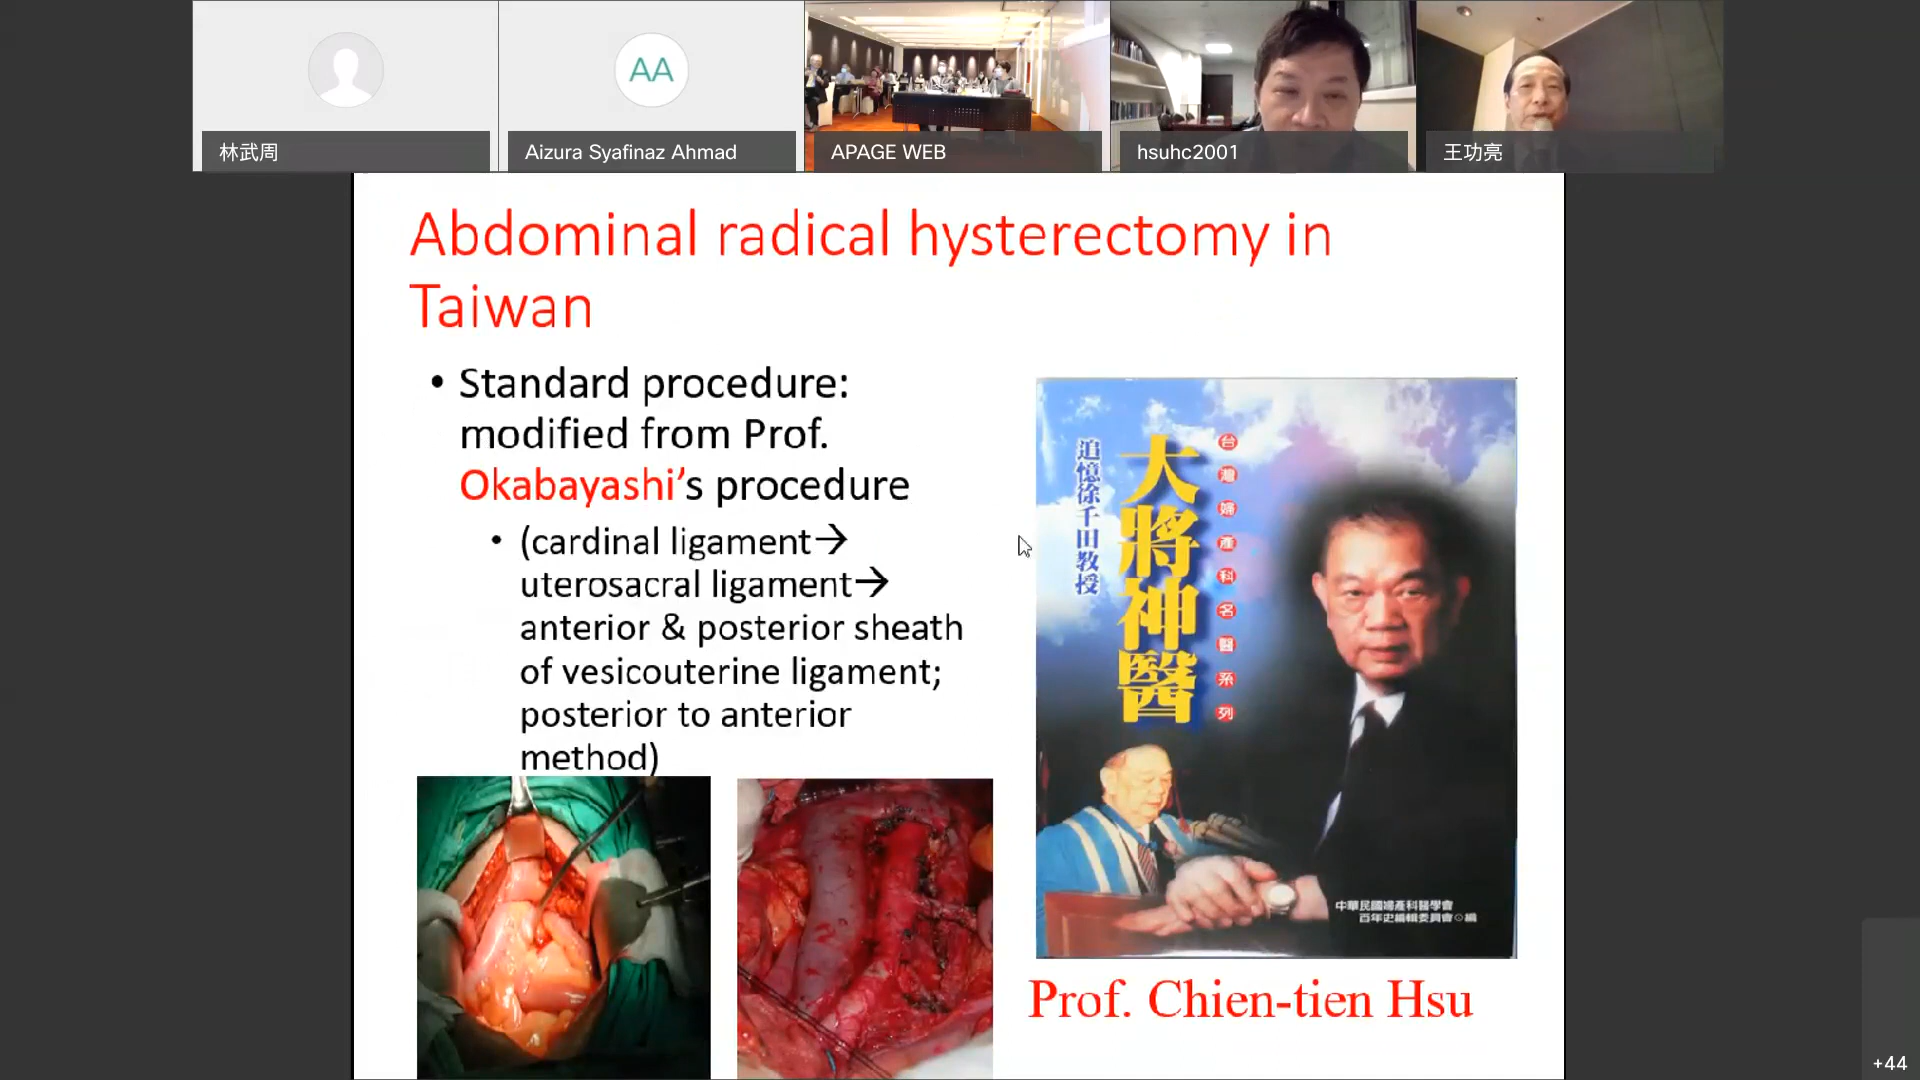 林武周
AA
Aizura Syafinaz Ahmad
APAGE WEB
hsuhc2001
王功亮
Abdominal radical hysterectomy in
Taiwan
• Standard procedure:
modified from Prof.
Okabayashi’s procedure
• (cardinal ligament→
uterosacral ligament→
anterior & posterior sheath
of vesicouterine ligament;
posterior to anterior
method)
台灣婦產科名醫系列
大將神醫
追憶徐千田教授
中華民國婦產科醫學會
百年史編輯委員會◎編
Prof. Chien-tien Hsu
+44